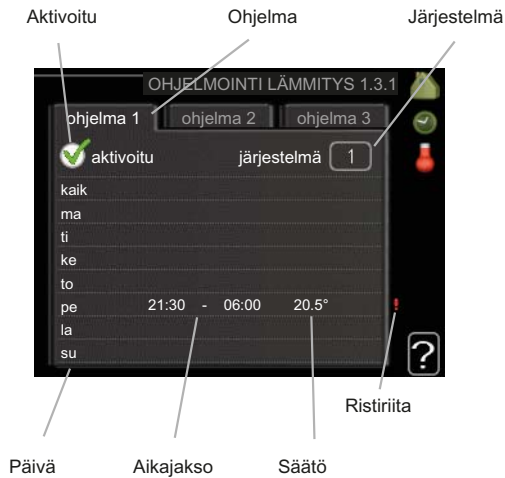 Aktivoitu Ohjelma Järjestelmä
OHJELMOINTI LÄMMITYS 1.3.1
ohjelma 1 ohjelma 2 ohjelma 3
aktivoitu järjestelmä 1
kaik
ma
ti
ke
to
pe 21:30 - 06:00 20.5° !
la
su
?
Ristiriita
Päivä Aikajakso Säätö